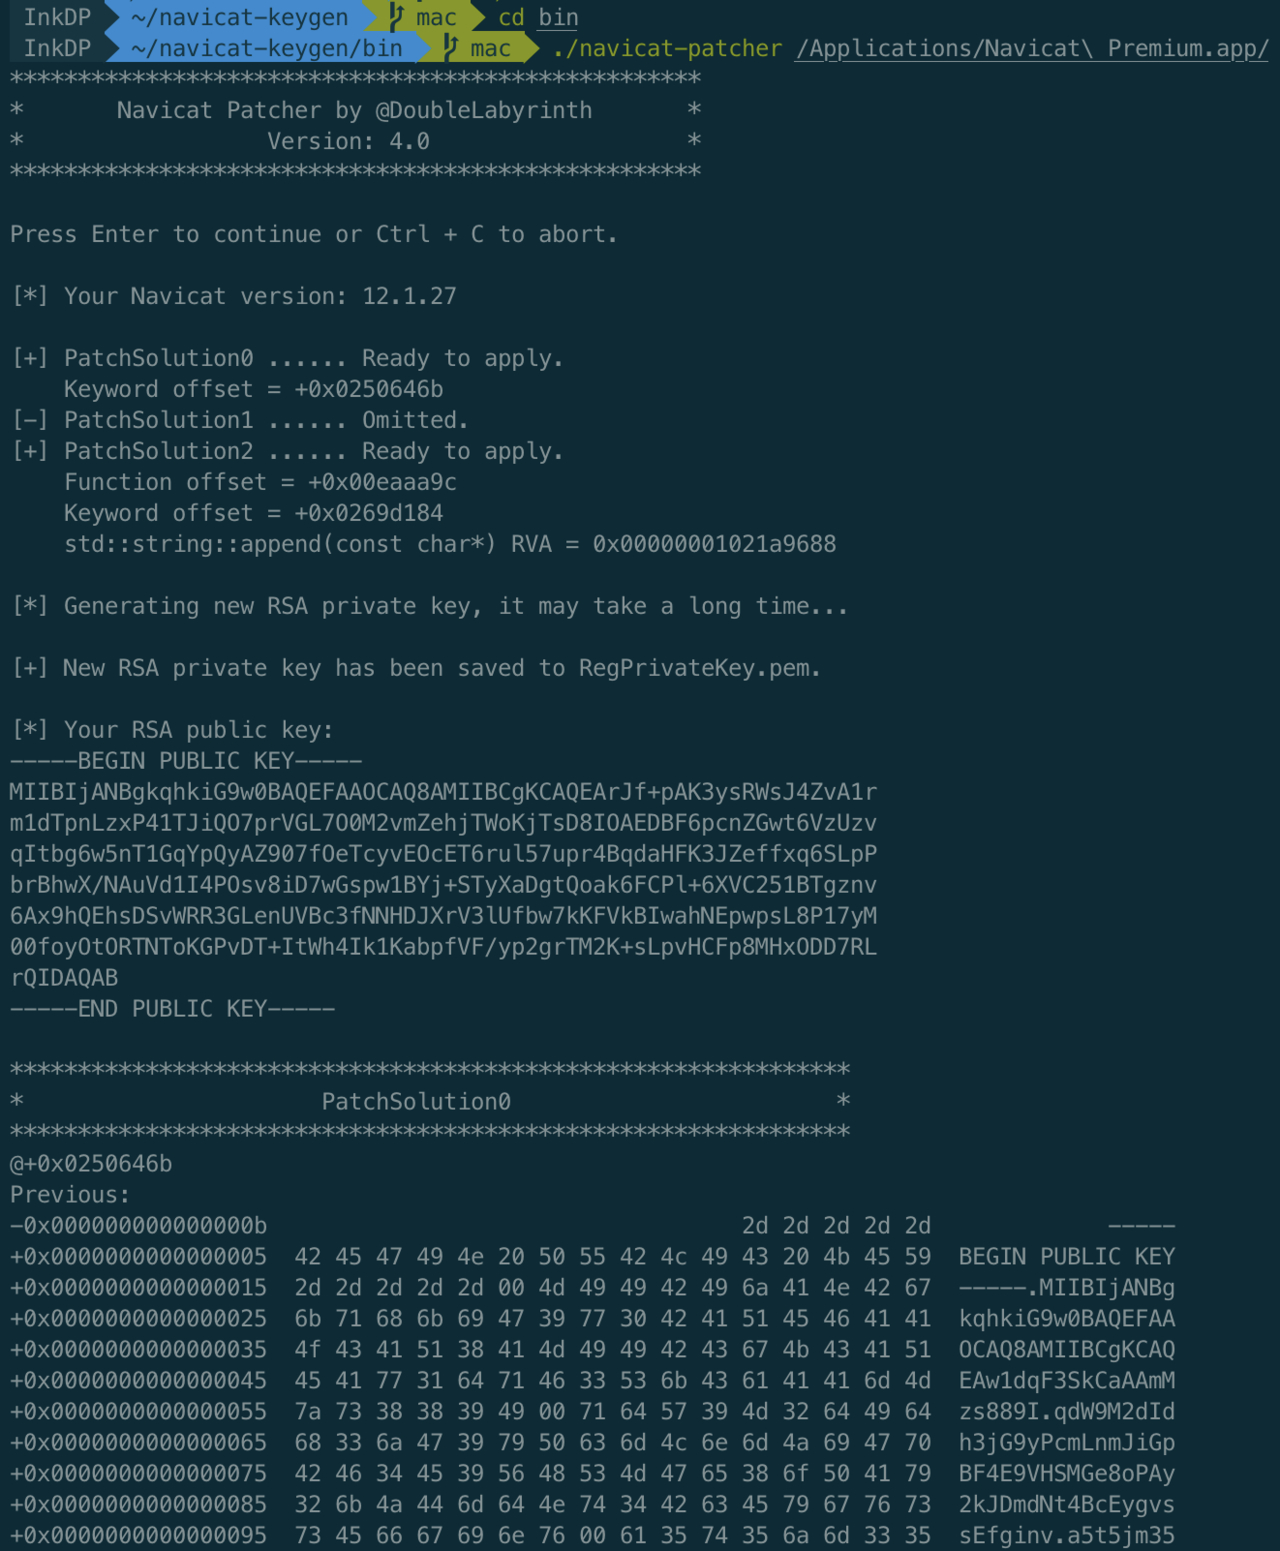 InkDP ~/navicat-keygen mac cd bin
InkDP ~/navicat-keygen/bin mac ./navicat-patcher /Applications/Navicat\ Premium.app/
***************************************************
* Navicat Patcher by @DoubleLabyrinth *
* Version: 4.0 *
***************************************************
Press Enter to continue or Ctrl + C to abort.
[*] Your Navicat version: 12.1.27
[+] PatchSolution0 ...... Ready to apply.
Keyword offset = +0x0250646b
[-] PatchSolution1 ...... Omitted.
[+] PatchSolution2 ...... Ready to apply.
Function offset = +0x00eaaa9c
Keyword offset = +0x0269d184
std::string::append(const char*) RVA = 0x00000001021a9688
[*] Generating new RSA private key, it may take a long time...
[+] New RSA private key has been saved to RegPrivateKey.pem.
[*] Your RSA public key:
-----BEGIN PUBLIC KEY-----
MIIBIjANBgkqhkiG9w0BAQEFAAOCAQ8AMIIBCgKCAQEArJf+pAK3ysRWsJ4ZvA1r
m1dTpnLzxP41TJiQO7prVGL7O0M2vmZehjTWoKjTsD8IOAEDBF6pcnZGwt6VzUzv
qItbg6w5nT1GqYpQyAZ907fOeTcyvEOcET6rul57upr4BqdaHFK3JZeffxq6SLpP
brBhwX/NAuVd1I4POsv8iD7wGspw1BYj+STyXaDgtQoak6FCPl+6XVC251BTgznv
6Ax9hQEhsDSvWRR3GLenUVBc3fNNHDJXrV3lUfbw7kKFVkBIwahNEpwpsL8P17yM
00foyOtORTNToKGPvDT+ItWh4Ik1KabpfVF/yp2grTM2K+sLpvHCFp8MHxODD7RL
rQIDAQAB
-----END PUBLIC KEY-----
**************************************************************
* PatchSolution0 *
**************************************************************
@+0x0250646b
Previous:
-0x000000000000000b 2d 2d 2d 2d 2d -----
+0x0000000000000005 42 45 47 49 4e 20 50 55 42 4c 49 43 20 4b 45 59 BEGIN PUBLIC KEY
+0x0000000000000015 2d 2d 2d 2d 2d 00 4d 49 49 42 49 6a 41 4e 42 67 -----.MIIBIjANBg
+0x0000000000000025 6b 71 68 6b 69 47 39 77 30 42 41 51 45 46 41 41 kqhkiG9w0BAQEFAA
+0x0000000000000035 4f 43 41 51 38 41 4d 49 49 42 43 67 4b 43 41 51 OCAQ8AMIIBCgKCAQ
+0x0000000000000045 45 41 77 31 64 71 46 33 53 6b 43 61 41 41 6d 4d EAw1dqF3SkCaAAmM
+0x0000000000000055 7a 73 38 38 39 49 00 71 64 57 39 4d 32 64 49 64 zs889I.qdW9M2dId
+0x0000000000000065 68 33 6a 47 39 79 50 63 6d 4c 6e 6d 4a 69 47 70 h3jG9yPcmLnmJiGp
+0x0000000000000075 42 46 34 45 39 56 48 53 4d 47 65 38 6f 50 41 79 BF4E9VHSMGe8oPAy
+0x0000000000000085 32 6b 4a 44 6d 64 4e 74 34 42 63 45 79 67 76 73 2kJDmdNt4BcEygvs
+0x0000000000000095 73 45 66 67 69 6e 76 00 61 35 74 35 6a 6d 33 35 sEfginv.a5t5jm35